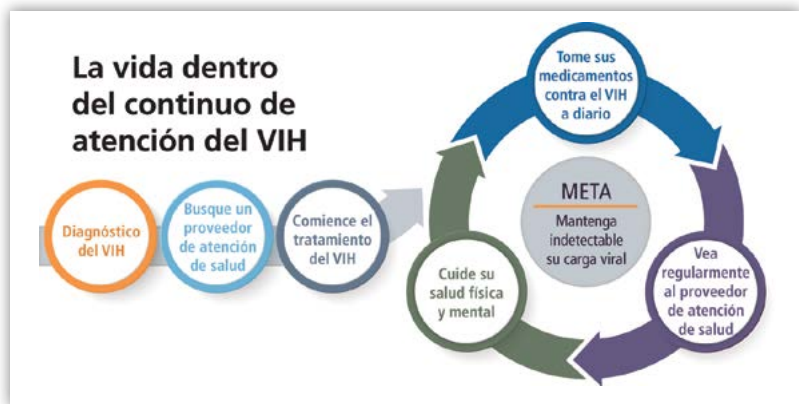 La vida dentro
del continuo de
atención del VIH
Diagnóstico
del VIH
Busque un
proveedor
de atención
de salud
Comience el
tratamiento
del VIH
Tome sus
medicamentos
contra el VIH
a diario
META
Mantenga
indetectable
su carga viral
Vea
regularmente
al proveedor
de atención
de salud
Cuide su
salud física
y mental